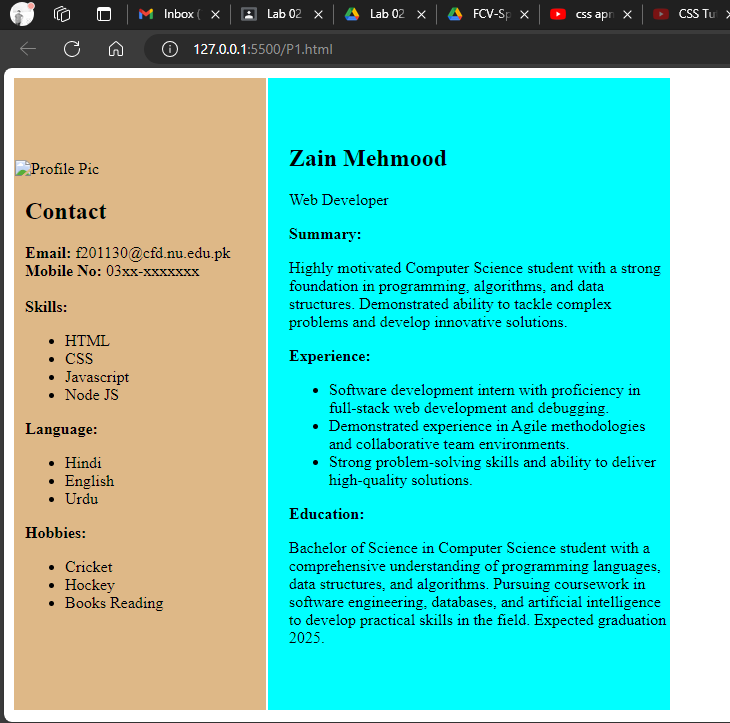 Inbox (
Lab 02
Lab 02
FCV-Sp
css
CSS Tu
127.0.0.1:5500/P1.html
Profile Pic
Contact
Email: f201130@cfd.nu.edu.pk
Mobile No: 03xx-xxxxxxx
Skills:
HTML
CSS
Javascript
Node JS
Language:
Hindi
English
Urdu
Hobbies:
Cricket
Hockey
Books Reading
Zain Mehmood
Web Developer
Summary:
Highly motivated Computer Science student with a strong
foundation in programming, algorithms, and data
structures. Demonstrated ability to tackle complex
problems and develop innovative solutions.
Experience:
Software development intern with proficiency in
full-stack web development and debugging.
Demonstrated experience in Agile methodologies
and collaborative team environments.
Strong problem-solving skills and ability to deliver
high-quality solutions.
Education:
Bachelor of Science in Computer Science student with a
comprehensive understanding of programming languages,
data structures, and algorithms. Pursuing coursework in
software engineering, databases, and artificial intelligence
to develop practical skills in the field. Expected graduation
2025.